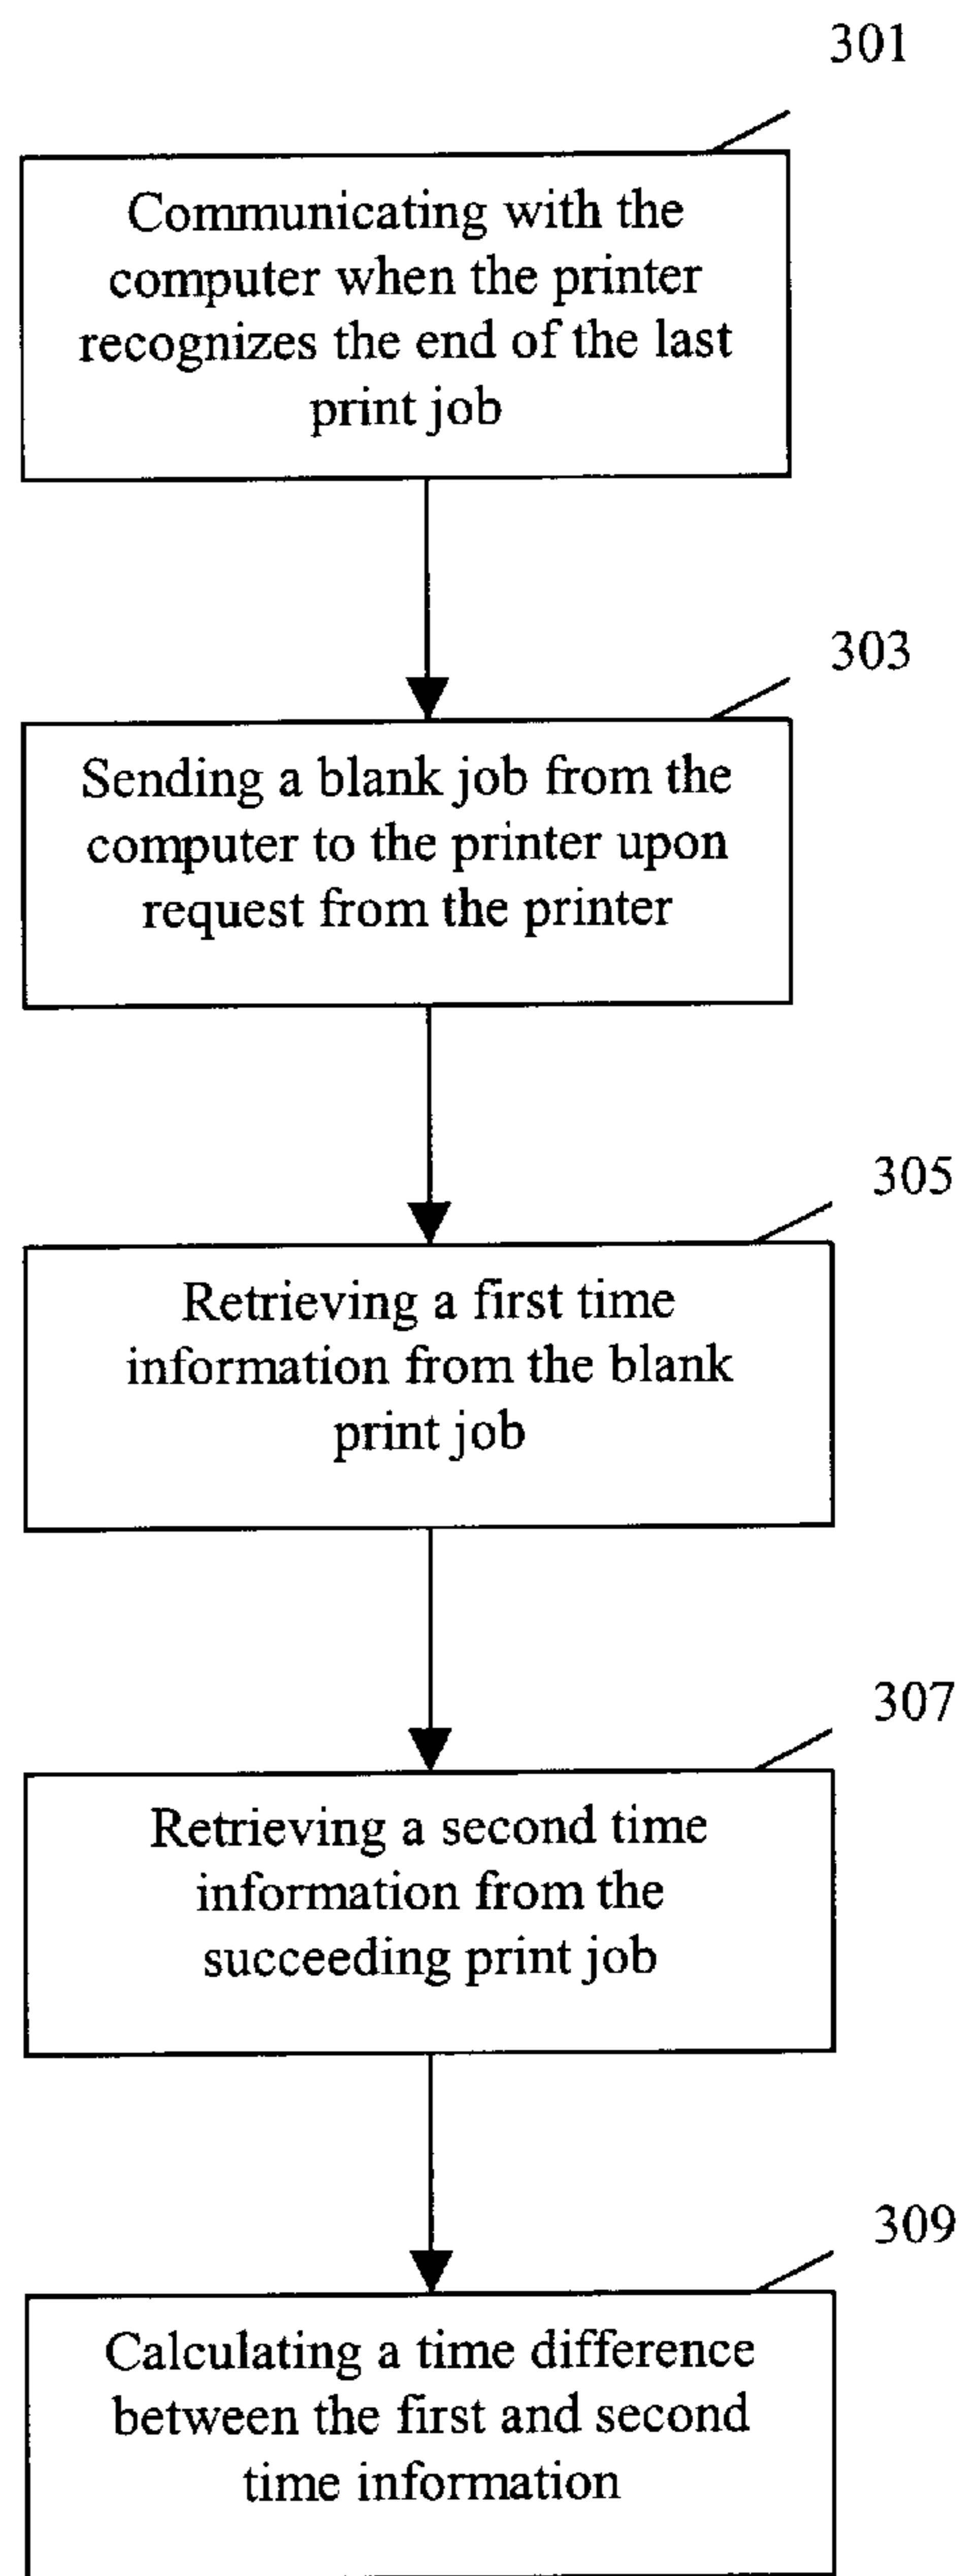 301
Communicating with the
computer when the printer
recognizes the end of the last
print job
303
Sending a blank job from the
computer to the printer upon
request from the printer
305
Retrieving a first time
information from the blank
print job
307
Retrieving a second time
information from the
succeeding print job
309
Calculating a time difference
between the first and second
time information